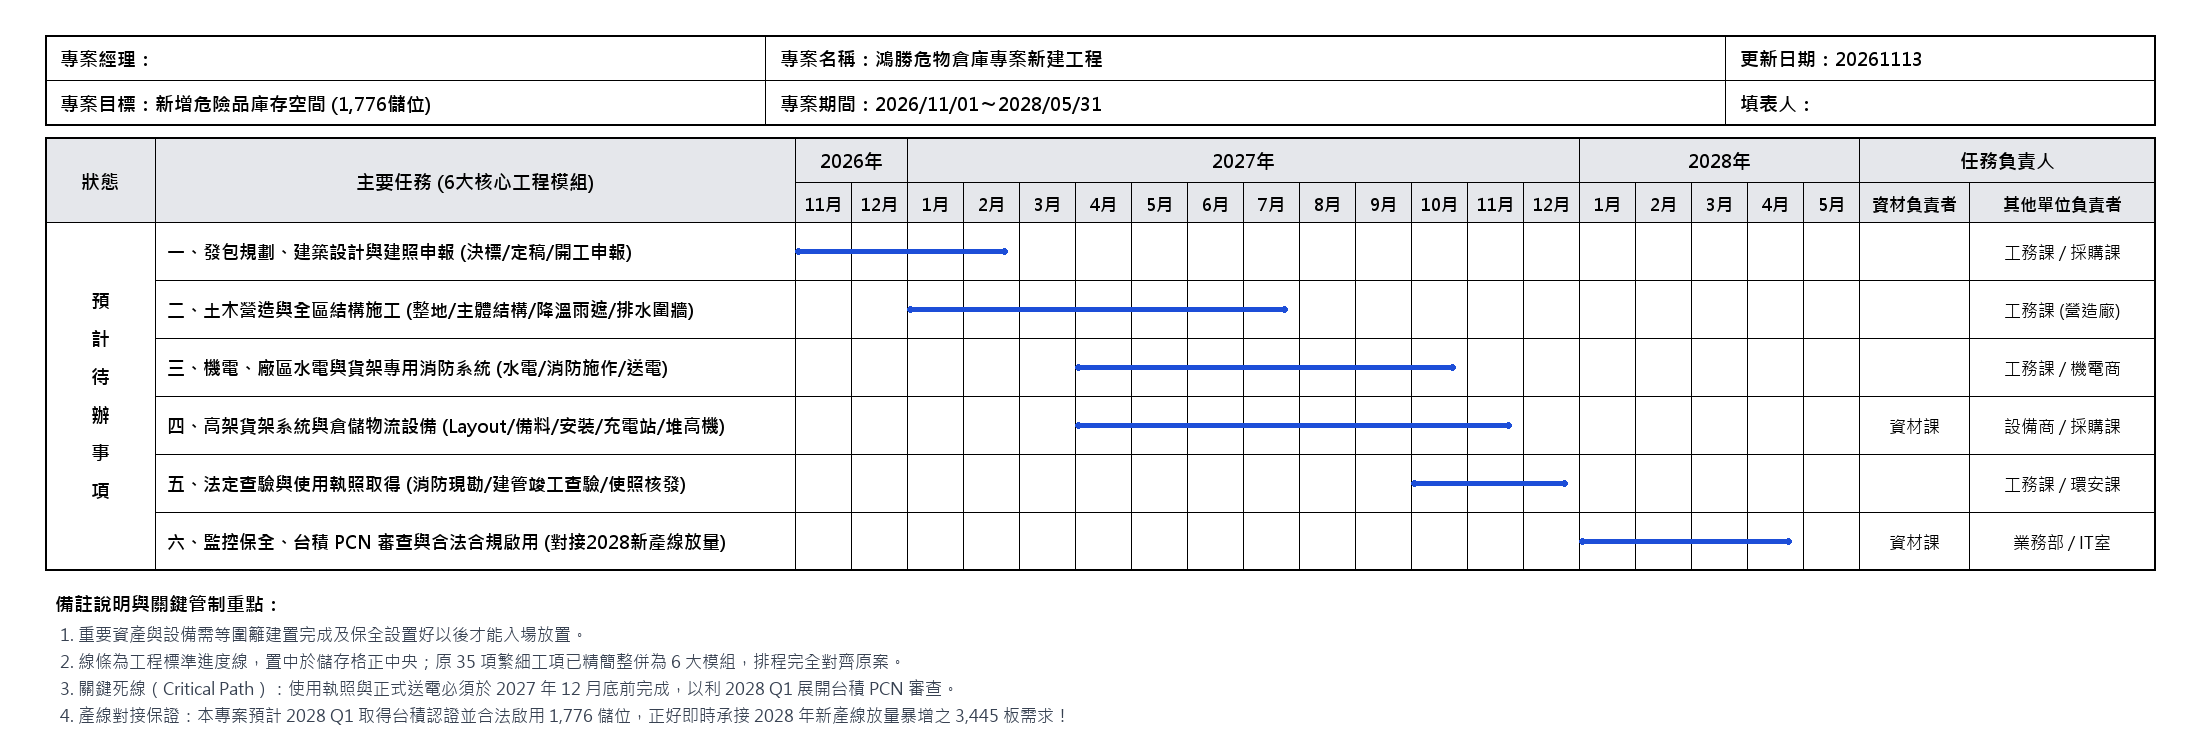 專案經理：
專案名稱：鴻勝危物倉庫專案新建工程
更新日期：20261113
專案目標：新增危險品庫存空間 (1,776儲位)
專案期間：2026/11/01～2028/05/31
填表人：
狀態
主要任務 (6大核心工程模組)
2026年
2027年
2028年
任務負責人
11月 12月 1月 2月 3月 4月 5月 6月 7月 8月 9月 10月 11月 12月 1月 2月 3月 4月 5月 資材負責者 其他單位負責者
預計待辦事項
一、發包規劃、建築設計與建照申報 (決標/定稿/開工申報)
工務課 / 採購課
二、土木營造與全區結構施工 (整地/主體結構/降溫雨遮/排水圍牆)
工務課 (營造廠)
三、機電、廠區水電與貨架專用消防系統 (水電/消防施作/送電)
工務課 / 機電商
四、高架貨架系統與倉儲物流設備 (Layout/備料/安裝/充電站/堆高機)
資材課
設備商 / 採購課
五、法定查驗與使用執照取得 (消防現勘/建管竣工查驗/使照核發)
工務課 / 環安課
六、監控保全、台積 PCN 審查與合法合規啟用 (對接2028新產線放量)
資材課
業務部 / IT室
備註說明與關鍵管制重點：
1. 重要資產與設備需等圍籬建置完成及保全設置好以後才能入場放置。
2. 線條為工程標準進度線，置中於儲存格正中央；原 35 項繁細工項已精簡整併為 6 大模組，排程完全對齊原案。
3. 關鍵死線（Critical Path）：使用執照與正式送電必須於 2027 年 12 月底前完成，以利 2028 Q1 展開台積 PCN 審查。
4. 產線對接保證：本專案預計 2028 Q1 取得台積認證並合法啟用 1,776 儲位，正好即時承接 2028 年新產線放量暴增之 3,445 板需求！